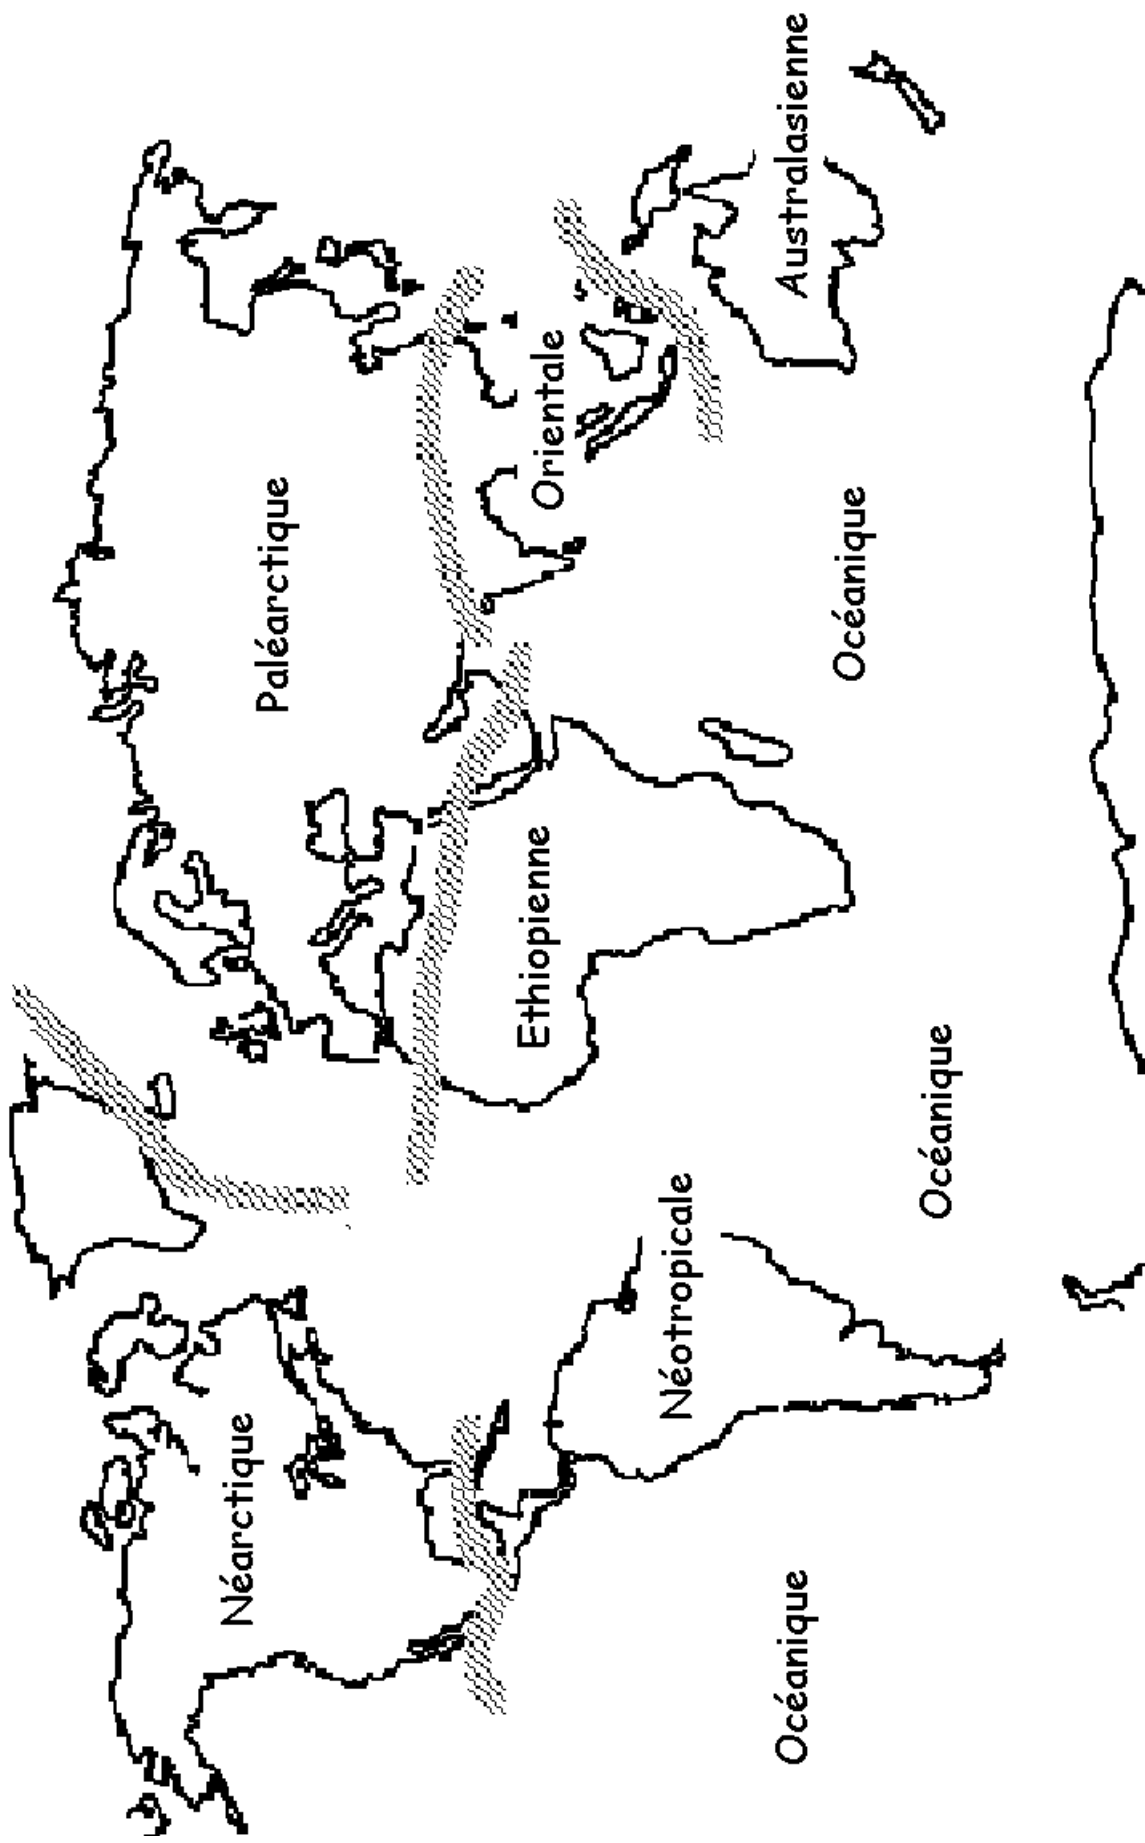 Néarctique
Paléarctique
Ethiopienne
Orientale
Néotropicale
Australasienne
Océanique
Océanique
Océanique